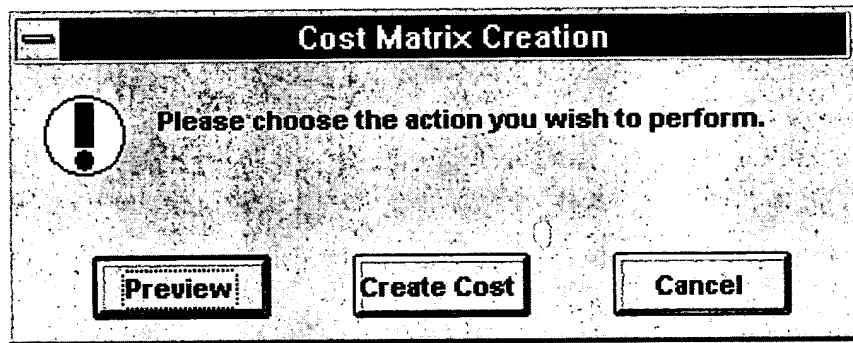 Cost Matrix Creation
Please choose the action you wish to perform.
Preview Create Cost Cancel